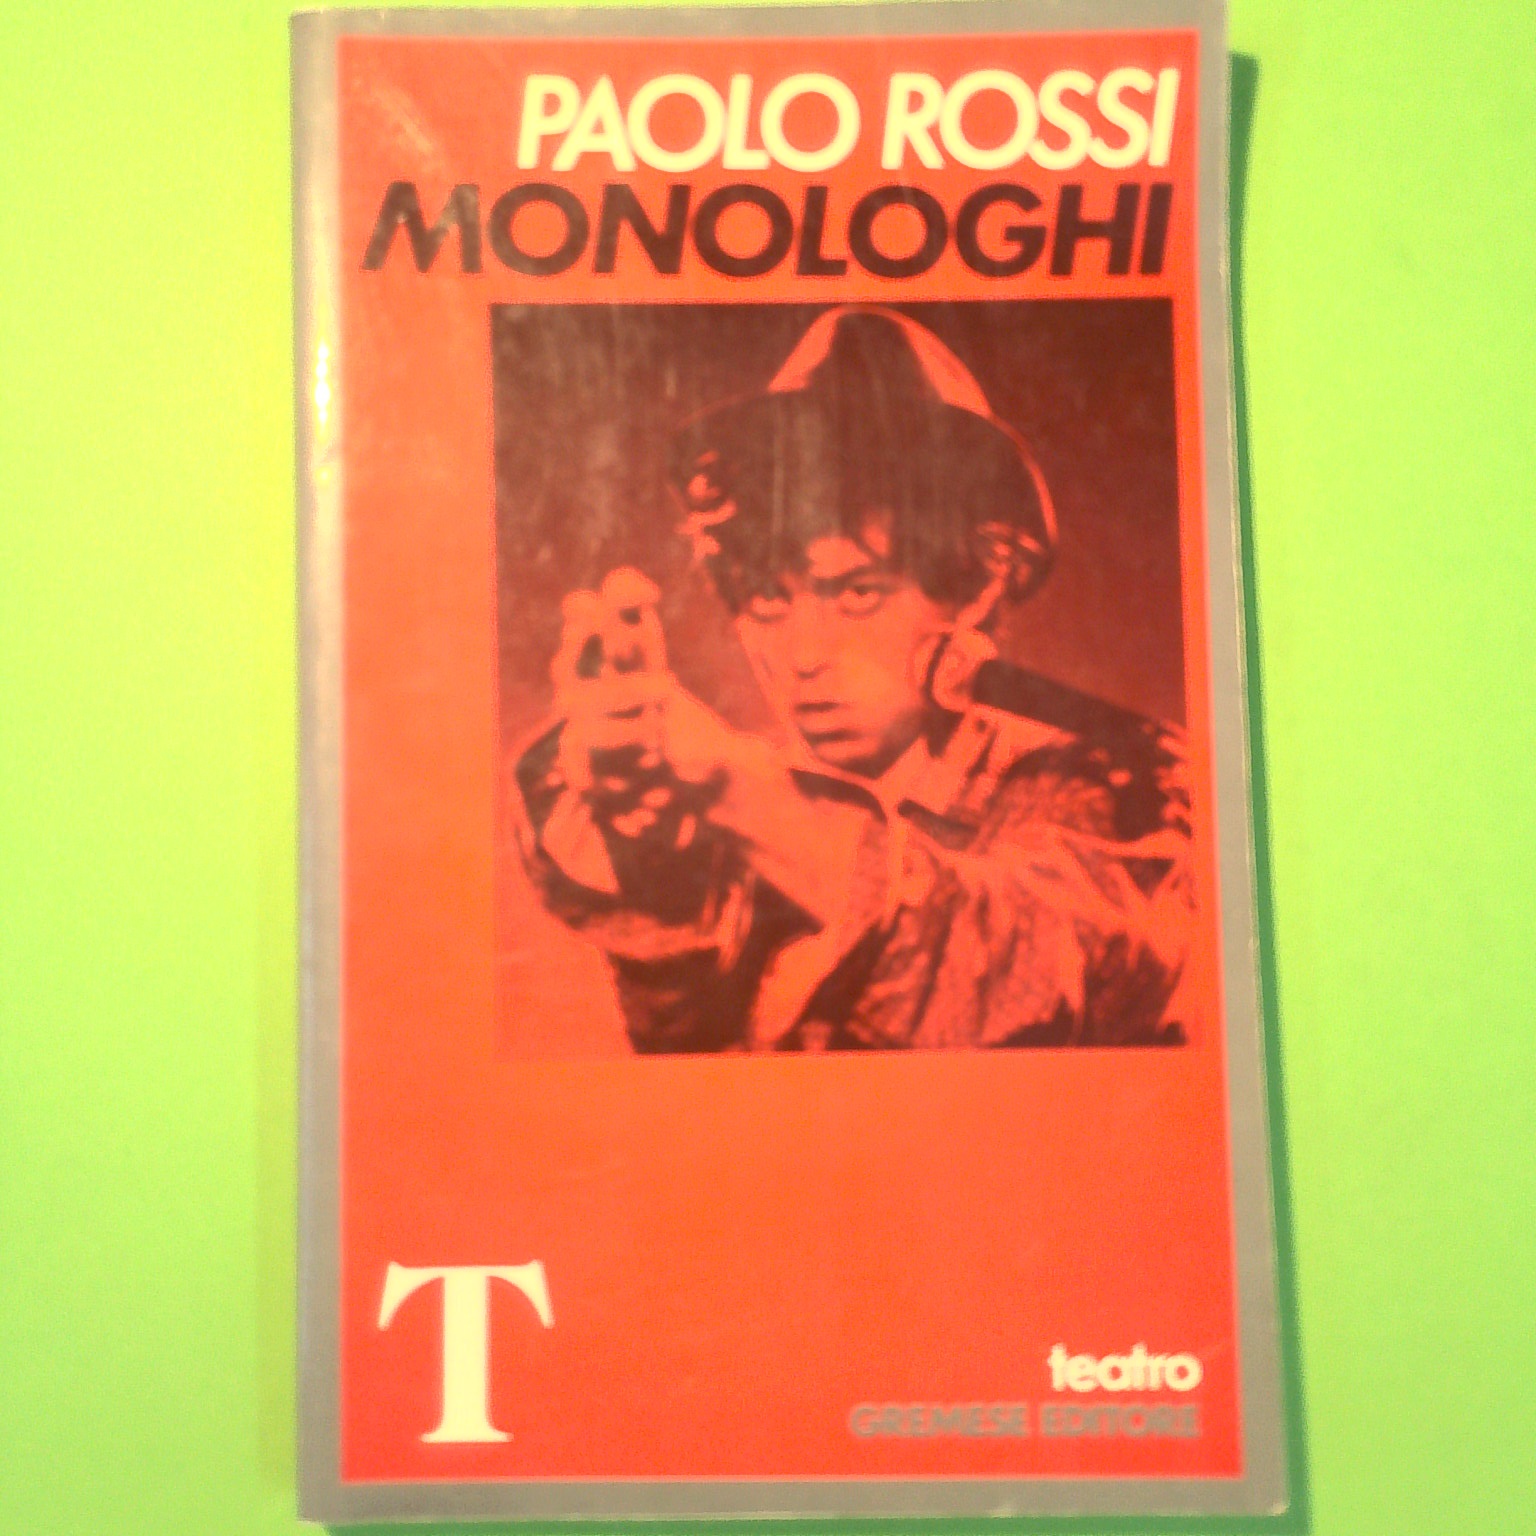 PAOLO ROSSI
MONOLOGHI
T
teatro
GREMESE EDITORE